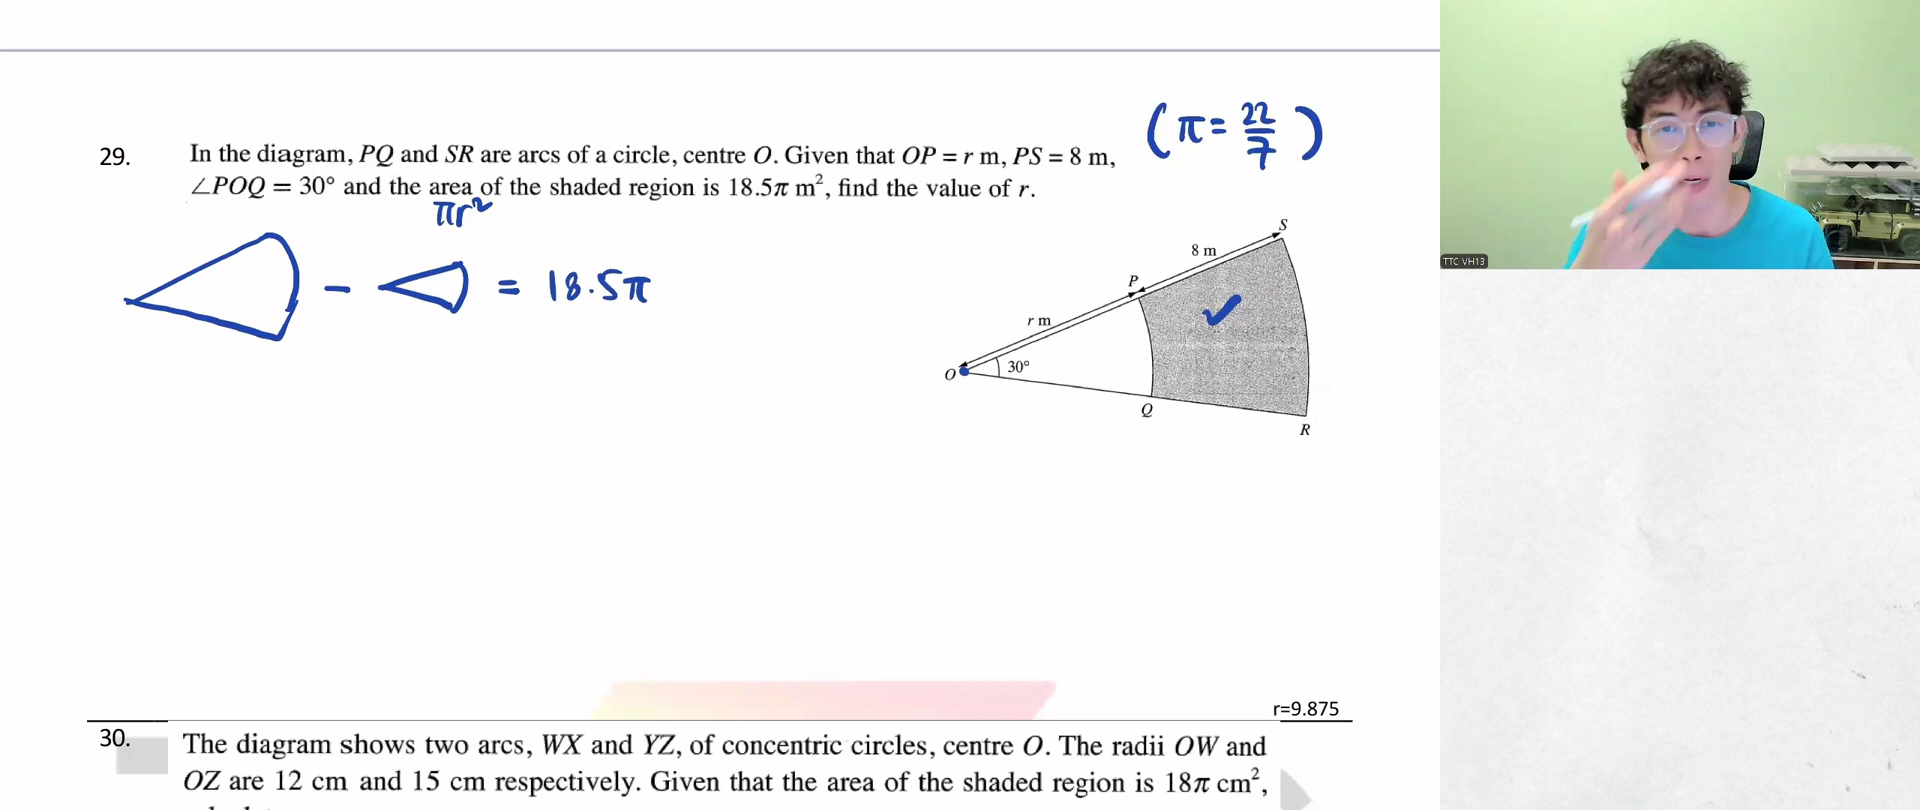 ( π = 22/7 )
29. In the diagram, PQ and SR are arcs of a circle, centre O. Given that OP = r m, PS = 8 m,
∠POQ = 30° and the area of the shaded region is 18.5π m², find the value of r.
πr²
− = 18.5π
S
8 m
P
r m
O
30°
Q
R
TTC VH13
r=9.875
30. The diagram shows two arcs, WX and YZ, of concentric circles, centre O. The radii OW and
OZ are 12 cm and 15 cm respectively. Given that the area of the shaded region is 18π cm²,